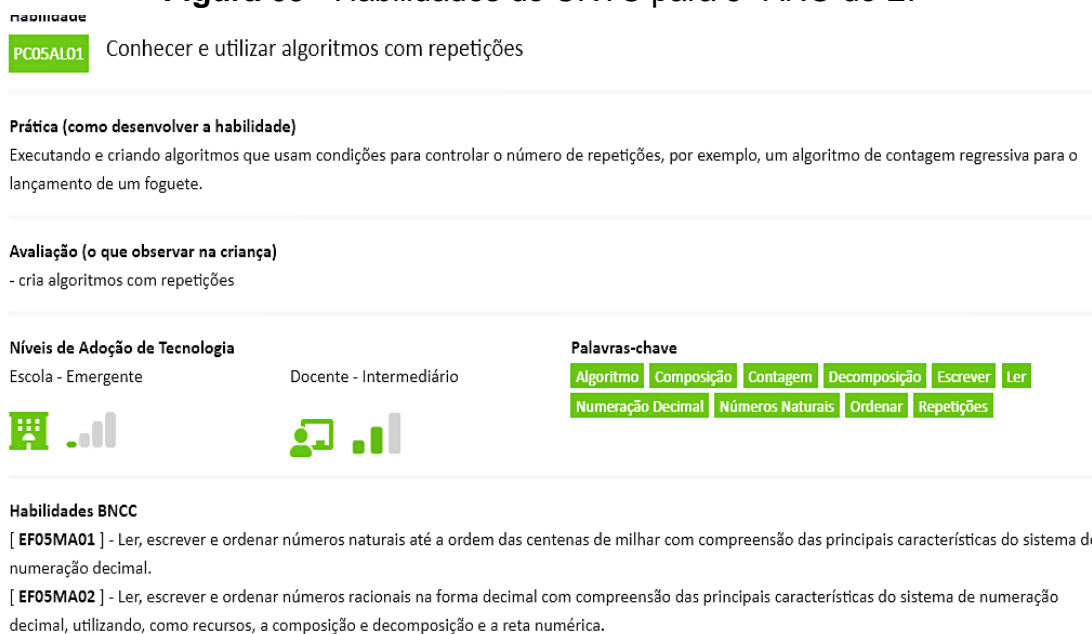 Habilidade
PC05AL01 Conhecer e utilizar algoritmos com repetições
Prática (como desenvolver a habilidade)
Executando e criando algoritmos que usam condições para controlar o número de repetições, por exemplo, um algoritmo de contagem regressiva para o
lançamento de um foguete.
Avaliação (o que observar na criança)
- cria algoritmos com repetições
Níveis de Adoção de Tecnologia
Escola - Emergente
Docente - Intermediário
Palavras-chave
Algoritmo Composição Contagem Decomposição Escrever Ler
Numeração Decimal Números Naturais Ordenar Repetições
Habilidades BNCC
[ EF05MA01 ] - Ler, escrever e ordenar números naturais até a ordem das centenas de milhar com compreensão das principais características do sistema de
numeração decimal.
[ EF05MA02 ] - Ler, escrever e ordenar números racionais na forma decimal com compreensão das principais características do sistema de numeração
decimal, utilizando, como recursos, a composição e decomposição e a reta numérica.